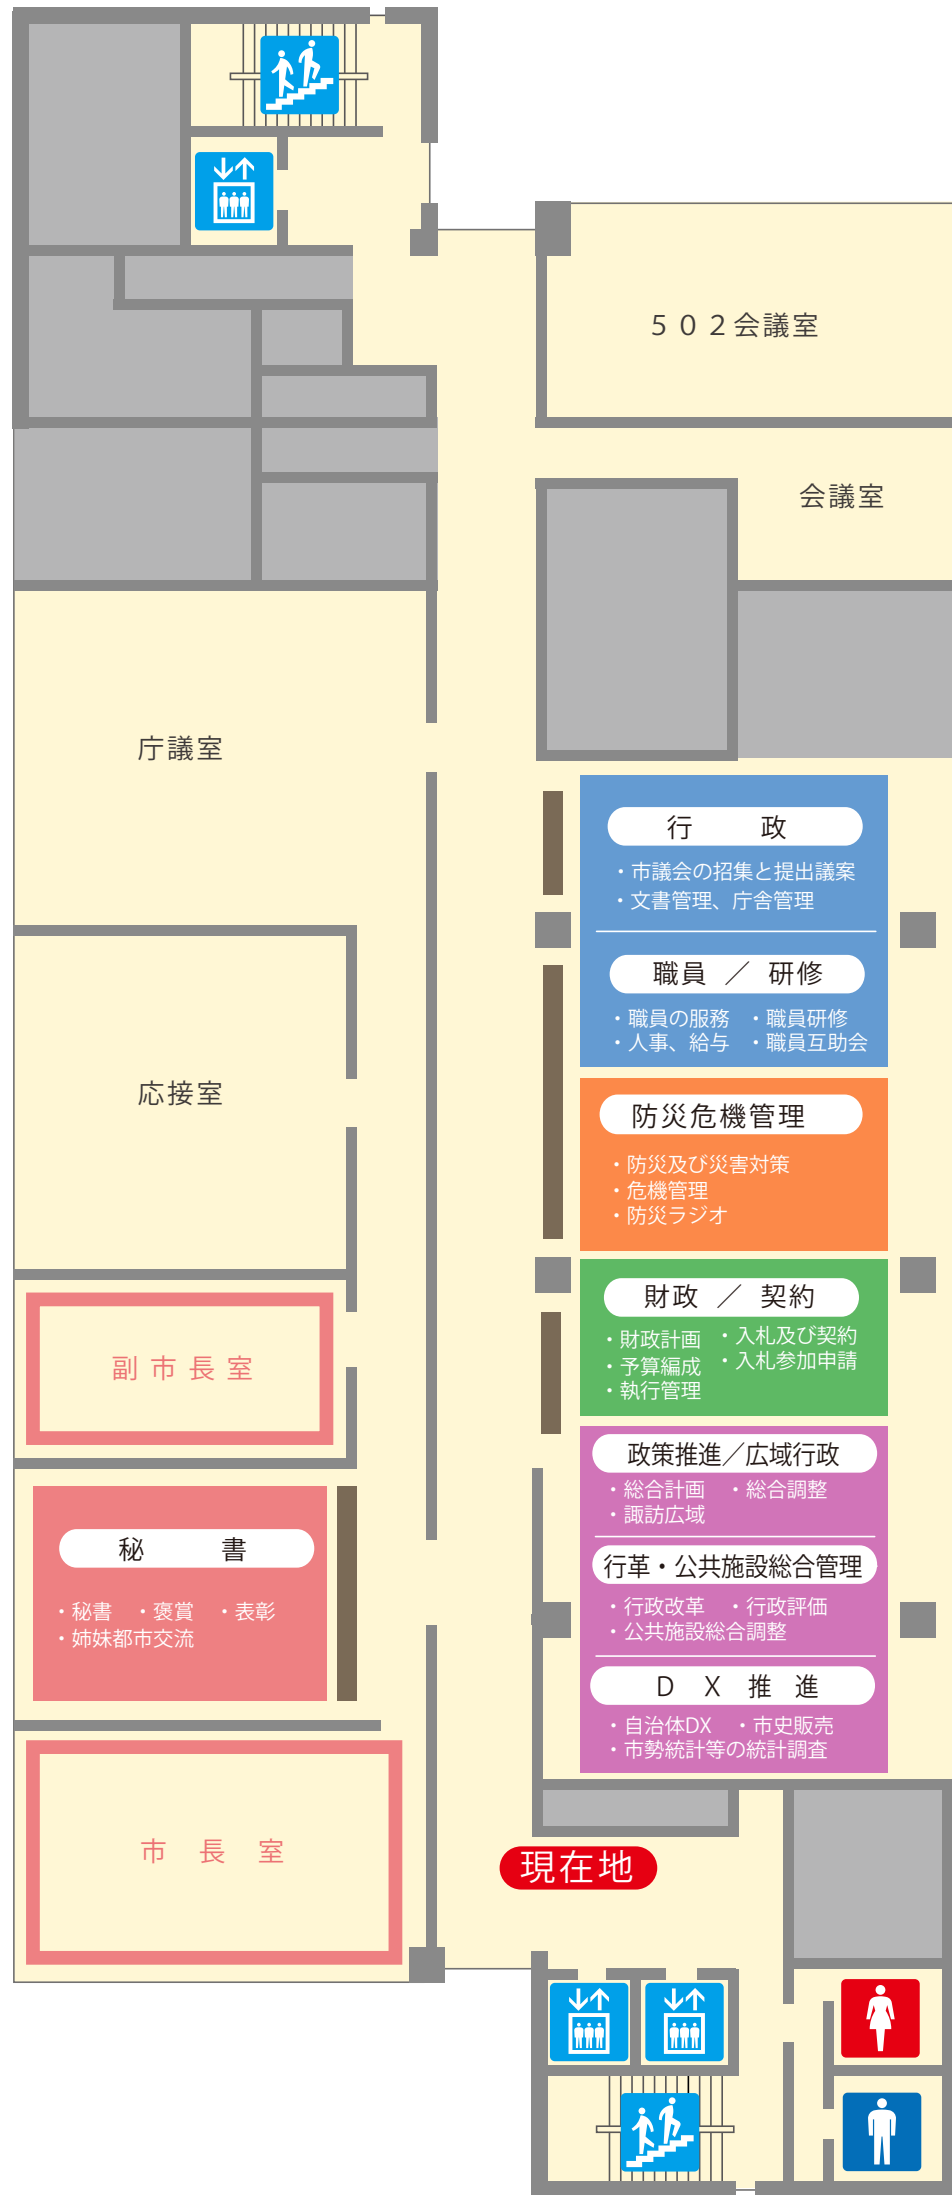 ５０２会議室
会議室
庁議室
行　政
・市議会の招集と提出議案
・文書管理、庁舎管理
職員 ／ 研修
・職員の服務　・職員研修
・人事、給与　・職員互助会
応接室
防災危機管理
・防災及び災害対策
・危機管理
・防災ラジオ
財政 ／ 契約
・財政計画　・入札及び契約
・予算編成　・入札参加申請
・執行管理
副市長室
政策推進／広域行政
・総合計画　・総合調整
・諏訪広域
行革・公共施設総合管理
・行政改革　・行政評価
・公共施設総合調整
ＤＸ推進
・自治体DX　・市史販売
・市勢統計等の統計調査
秘　書
・秘書　・褒賞　・表彰
・姉妹都市交流
市長室
現在地